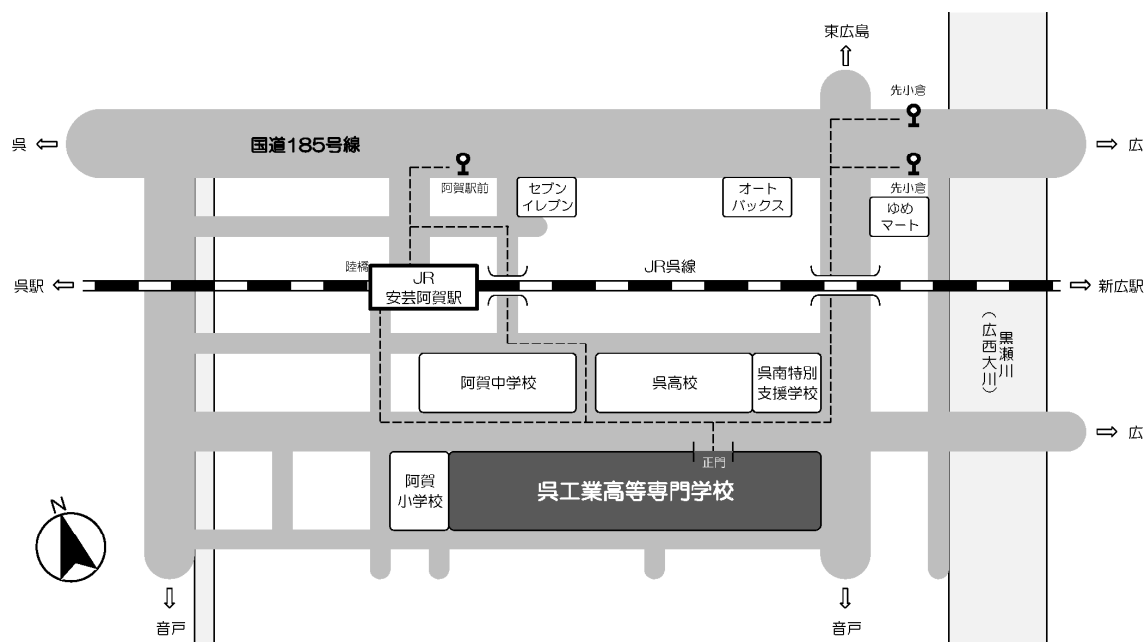 東広島
先小倉
呉
国道185号線
広
阿賀駅前
セブン
イレブン
オート
バックス
先小倉
ゆめ
マート
陸橋
JR
安芸阿賀駅
JR呉線
呉駅
新広駅
黒瀬川
(広西大川)
阿賀中学校
呉高校
呉南特別
支援学校
広
正門
阿賀
小学校
呉工業高等専門学校
N
音戸
音戸